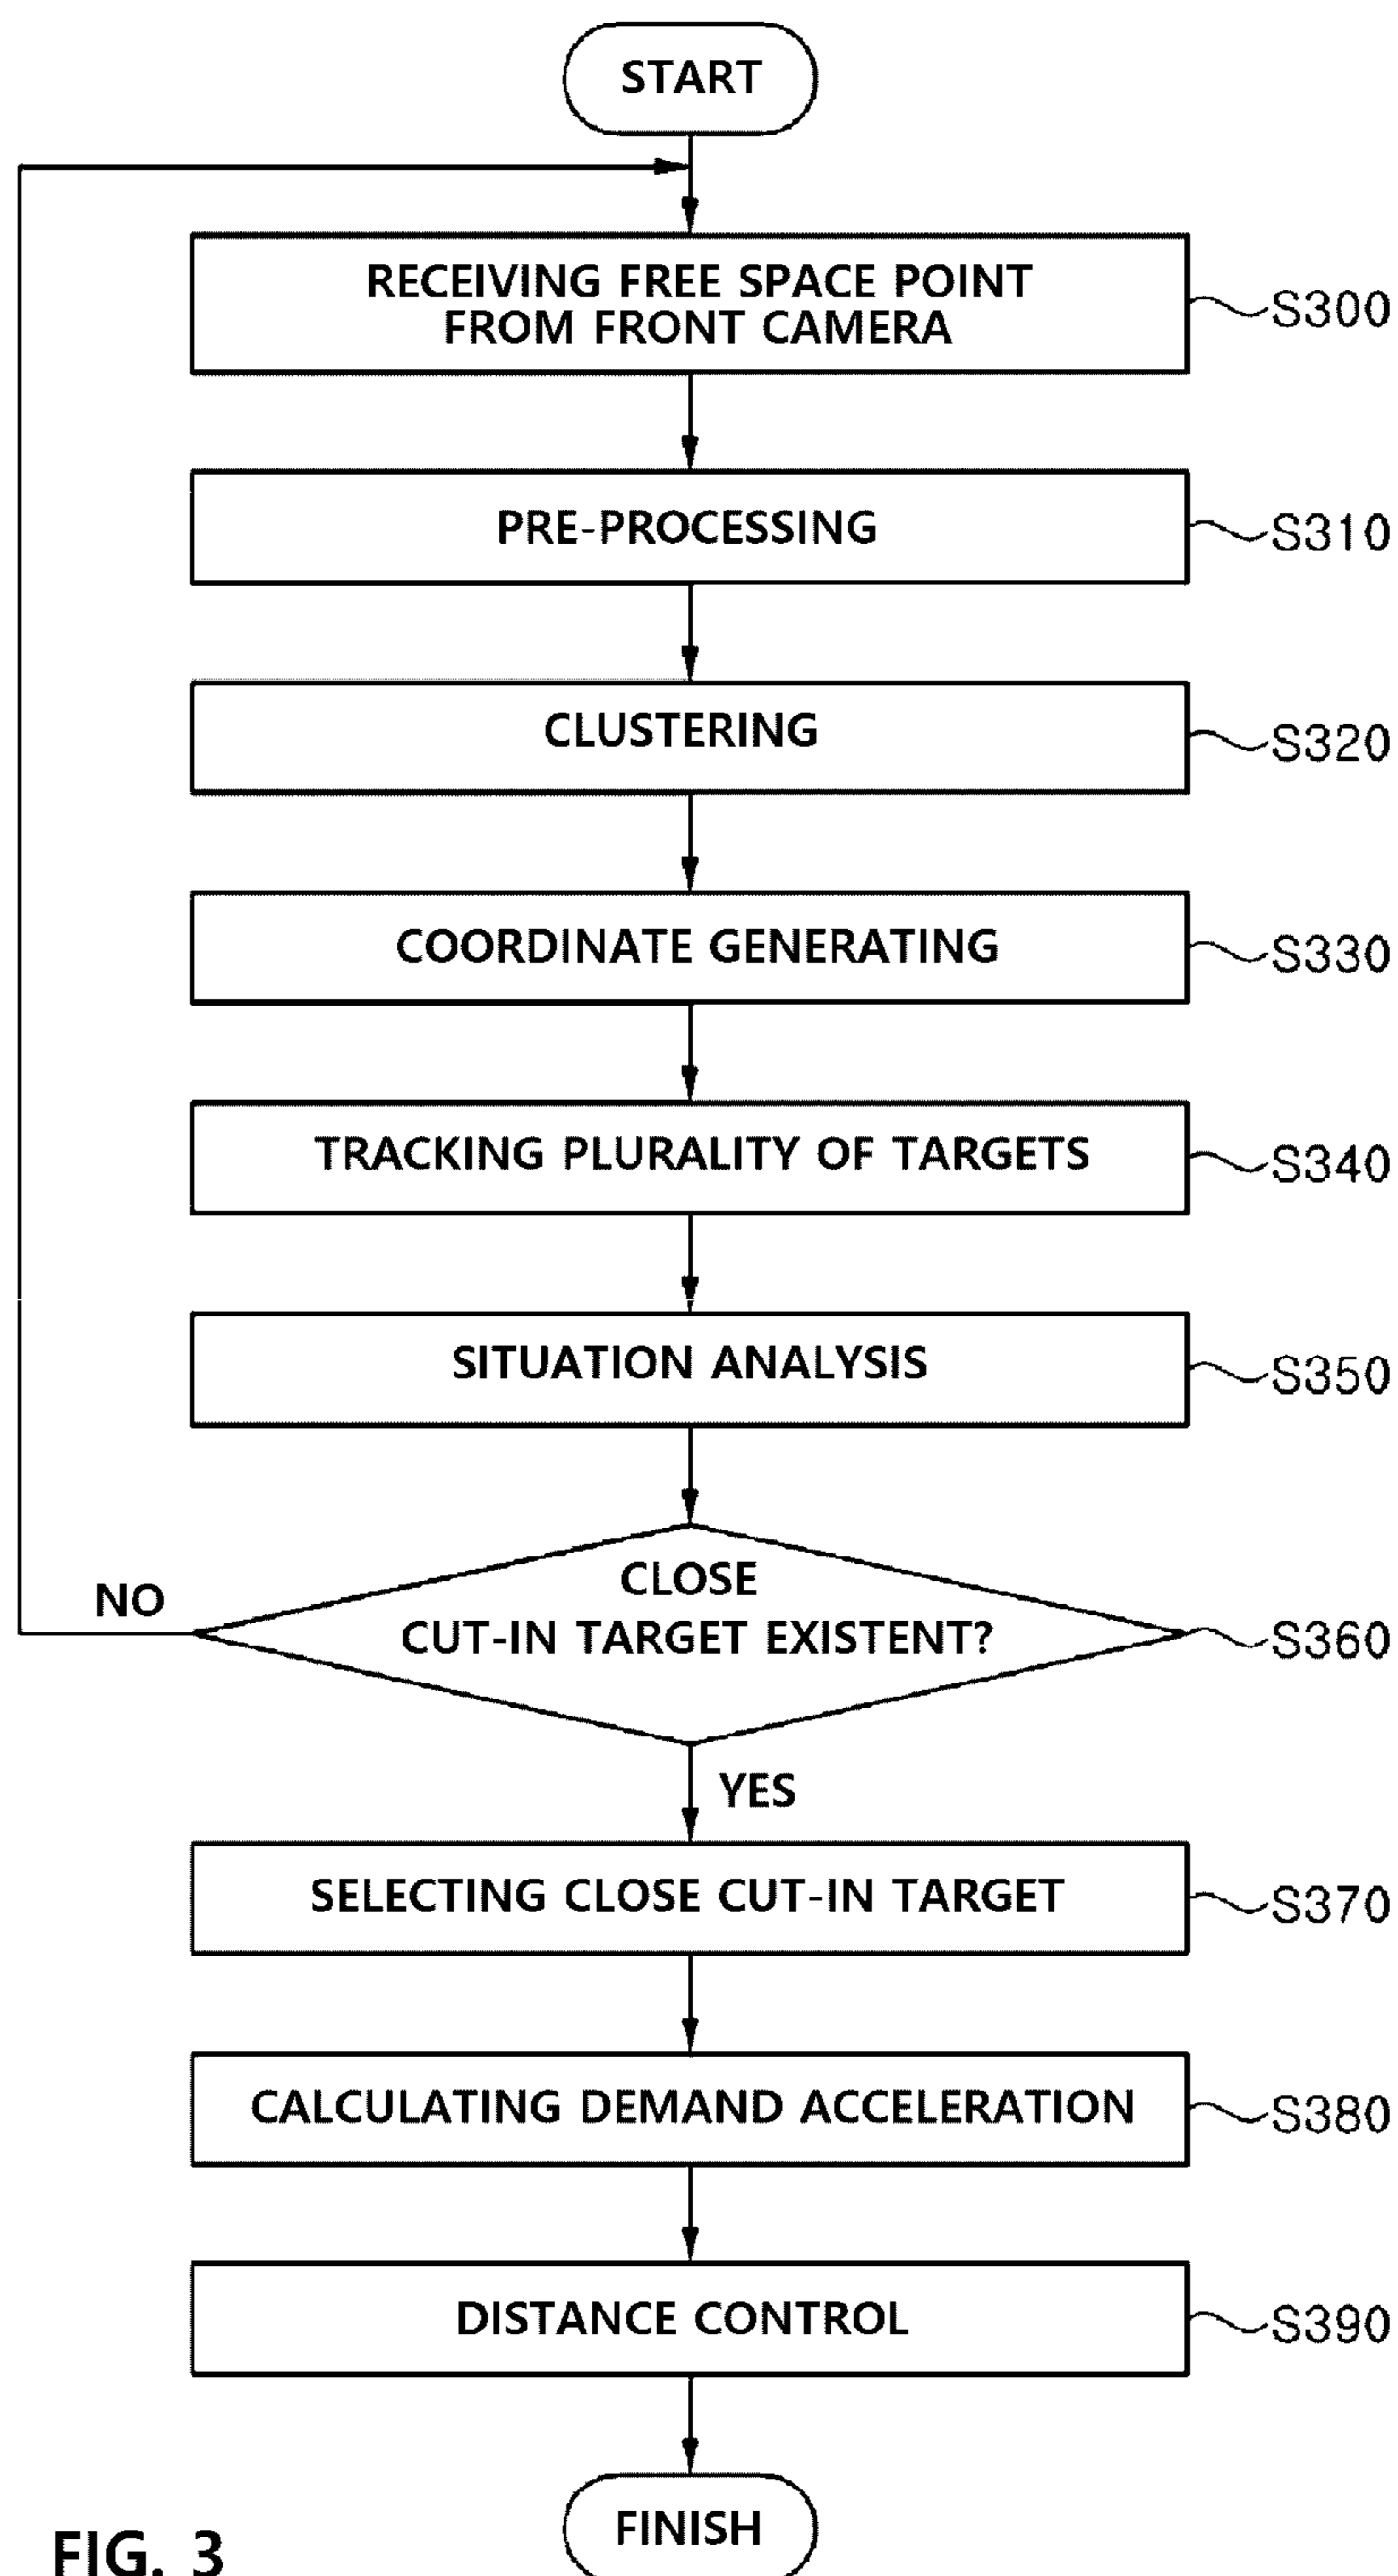 START
RECEIVING FREE SPACE POINT
FROM FRONT CAMERA
S300
PRE-PROCESSING
S310
CLUSTERING
S320
COORDINATE GENERATING
S330
TRACKING PLURALITY OF TARGETS
S340
SITUATION ANALYSIS
S350
CLOSE
CUT-IN TARGET EXISTENT?
NO
S360
YES
SELECTING CLOSE CUT-IN TARGET
S370
CALCULATING DEMAND ACCELERATION
S380
DISTANCE CONTROL
S390
FINISH
FIG. 3